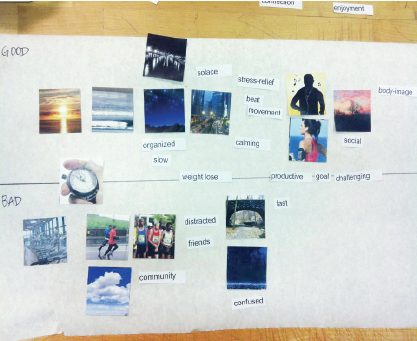 connection
enjoyment
GOOD
solace
stress-relief
body-image
beat
movement
organized
calming
social
slow
weight lose
productive
goal
challenging
BAD
fast
distracted
friends
community
confused